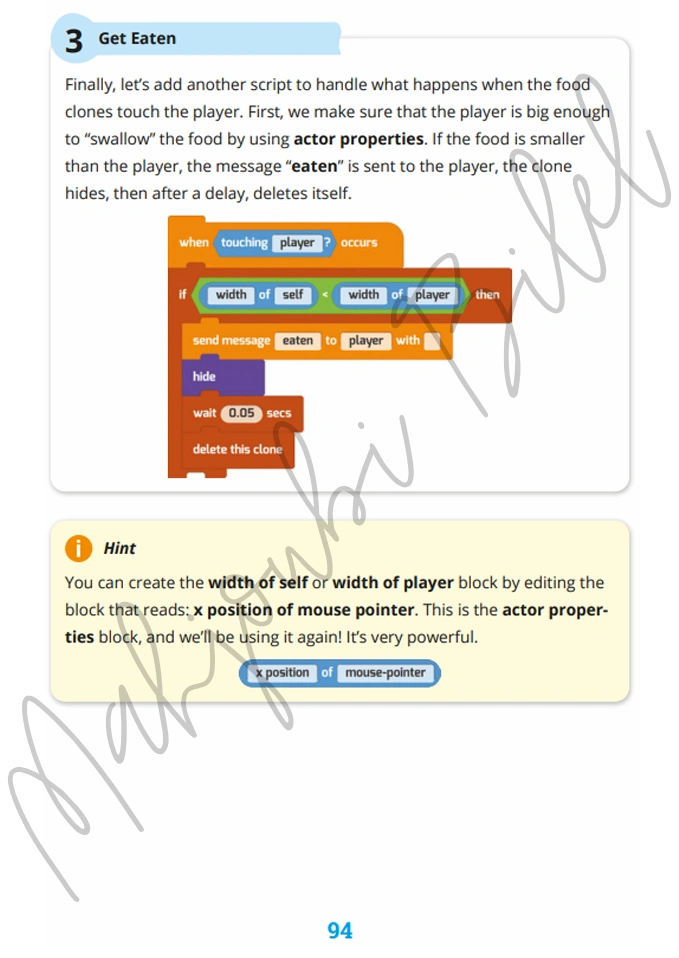 3 Get Eaten
Finally, let's add another script to handle what happens when the food
clones touch the player. First, we make sure that the player is big enough
to “swallow” the food by using actor properties. If the food is smaller
than the player, the message “eaten” is sent to the player, the clone
hides, then after a delay, deletes itself.
when touching player ? occurs
if width of self < width of player then
send message eaten to player with
hide
wait 0.05 secs
delete this clone
i Hint
You can create the width of self or width of player block by editing the
block that reads: x position of mouse pointer. This is the actor proper-
ties block, and we'll be using it again! It's very powerful.
x position of mouse-pointer
Mahjoubi Bilel
94